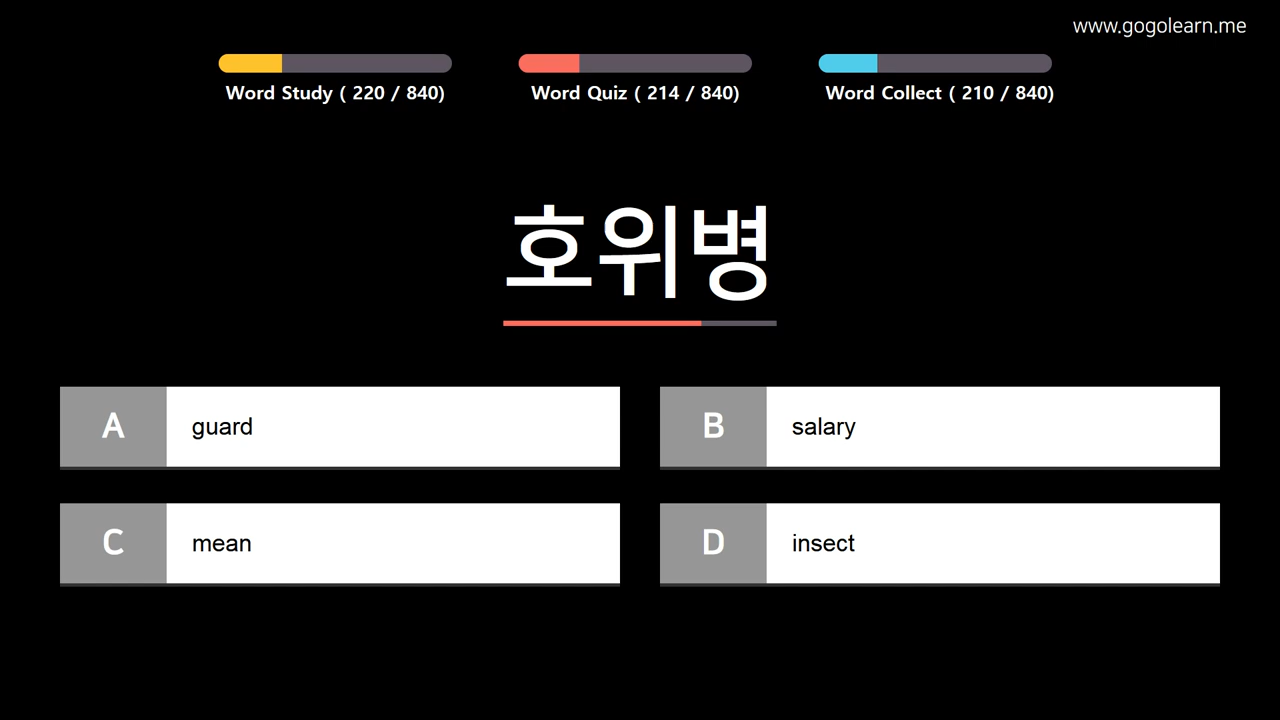 www.gogolearn.me
Word Study ( 220 / 840)
Word Quiz ( 214 / 840)
Word Collect ( 210 / 840)
호위병
A guard
B salary
C mean
D insect